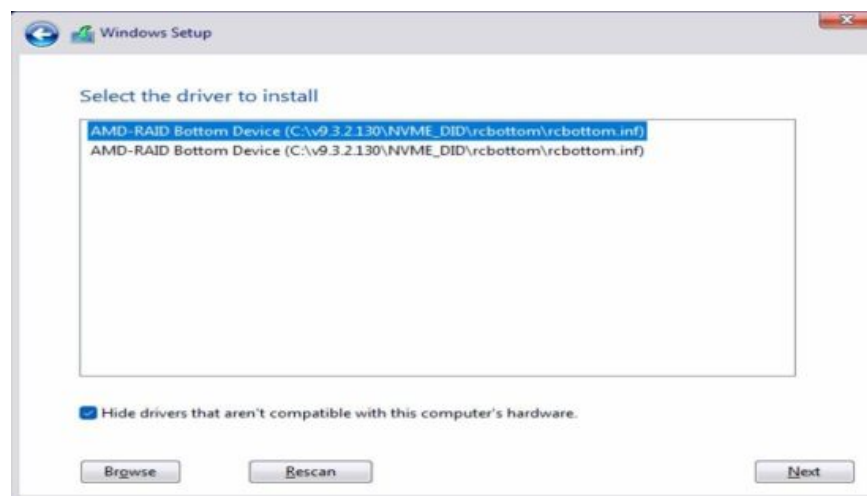 Windows Setup
Select the driver to install
AMD-RAID Bottom Device (C:\v9.3.2.130\NVME_DID\rcbottom\rcbottom.inf)
AMD-RAID Bottom Device (C:\v9.3.2.130\NVME_DID\rcbottom\rcbottom.inf)
Hide drivers that aren't compatible with this computer's hardware.
Browse Rescan Next